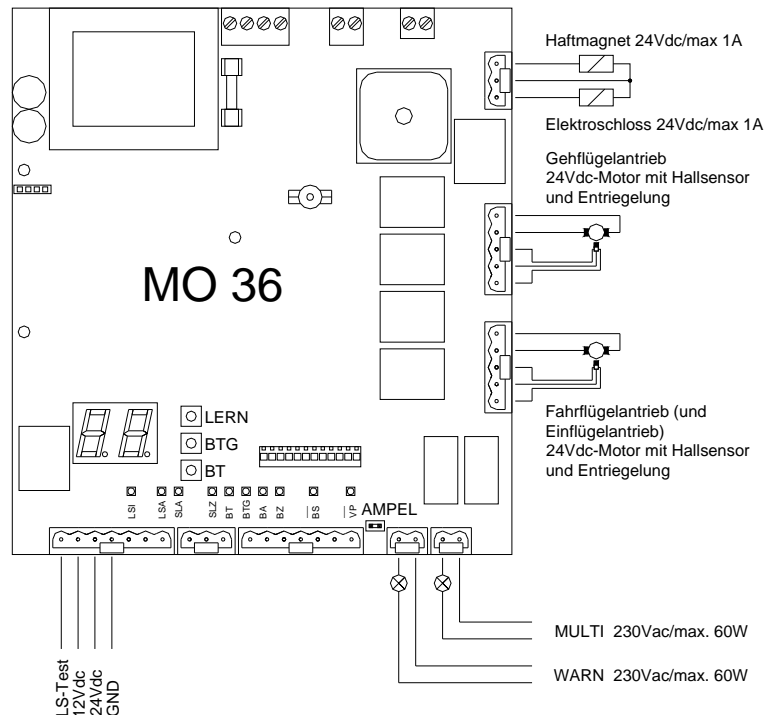 Haftmagnet 24Vdc/max 1A
Elektroschloss 24Vdc/max 1A
Gehflügelantrieb
24Vdc-Motor mit Hallsensor
und Entriegelung
MO 36
Fahrflügelantrieb (und
Einflügelantrieb)
24Vdc-Motor mit Hallsensor
und Entriegelung
88
LERN
BTG
BT
LSI
LSA
SLA
SLZ
BT
BTG
BA
BZ
BS
VP
AMPEL
LS-Test
12Vdc
24Vdc
GND
MULTI 230Vac/max. 60W
WARN 230Vac/max. 60W